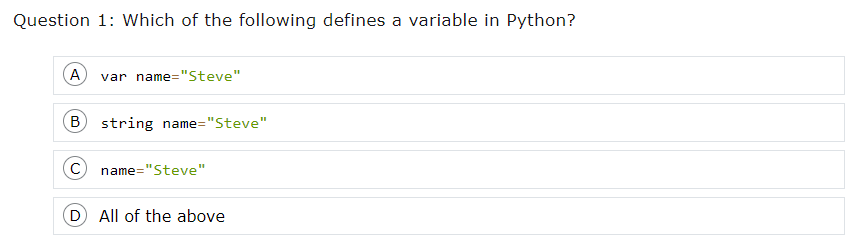 Question 1: Which of the following defines a variable in Python?
A var name="Steve"
B string name="Steve"
C name="Steve"
D All of the above